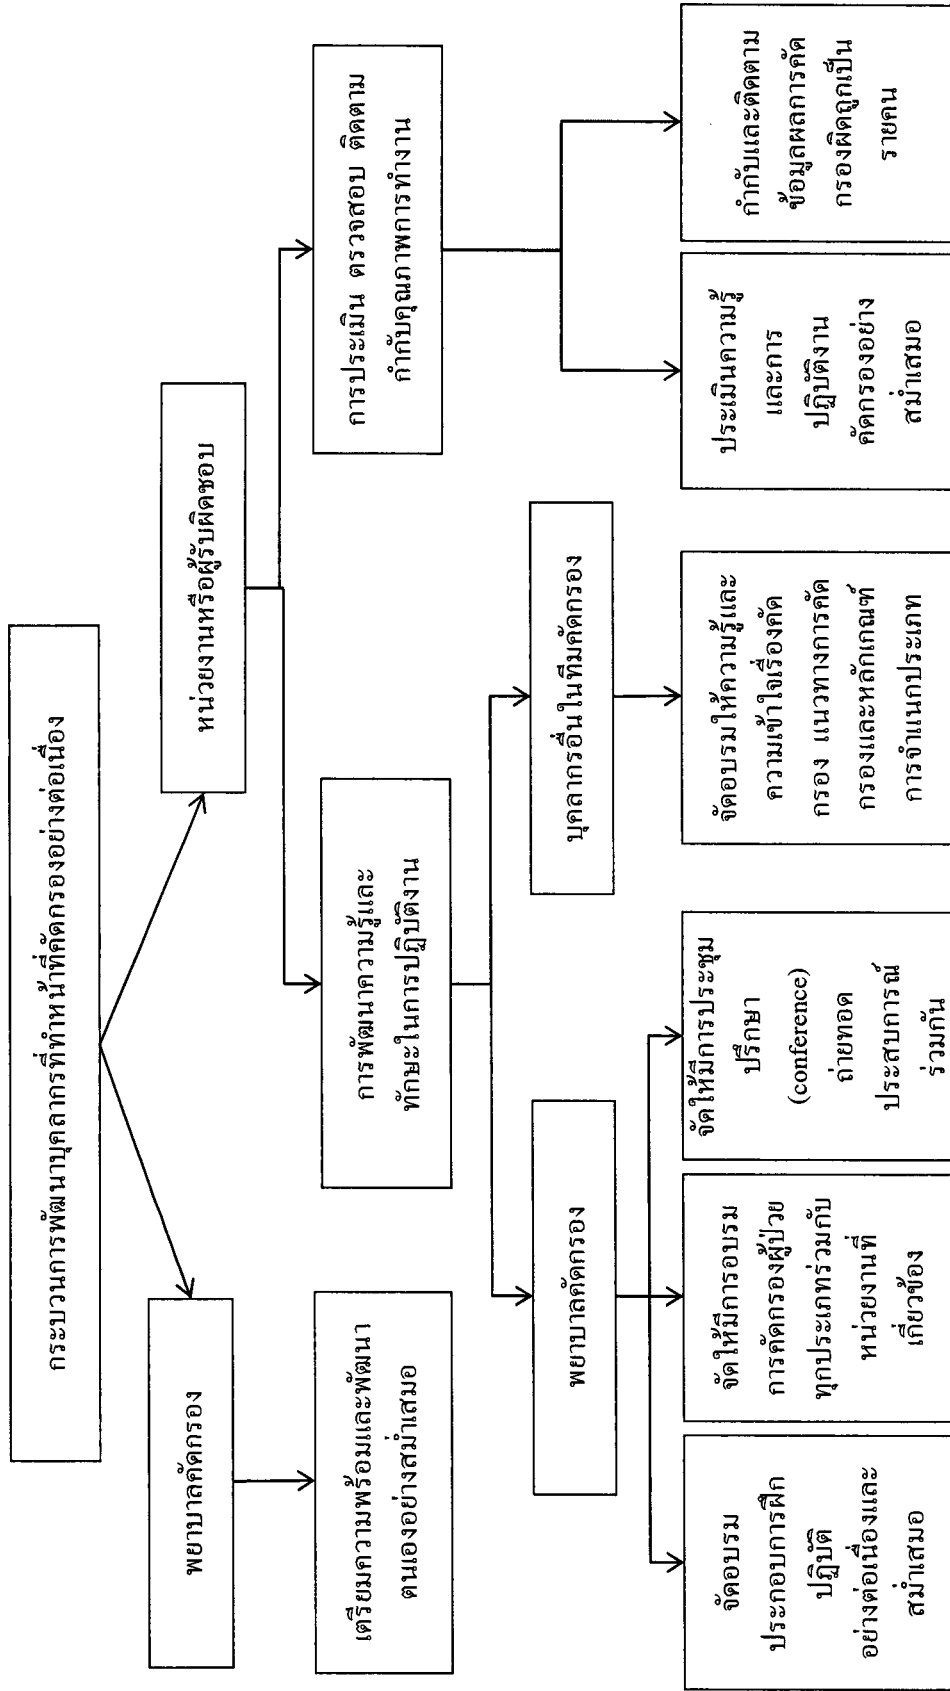 กระบวนการพัฒนาบุคลากรที่ทำหน้าที่คัดกรองอย่างต่อเนื่อง
พยาบาลคัดกรอง
หน่วยงานหรือผู้รับผิดชอบ
เตรียมความพร้อมและพัฒนา
ตนเองอย่างสม่ำเสมอ
การพัฒนาความรู้และ
ทักษะในการปฏิบัติงาน
การประเมิน ตรวจสอบ ติดตาม
กำกับคุณภาพการทำงาน
พยาบาลคัดกรอง
บุคลากรอื่นในทีมคัดกรอง
จัดอบรม
ประกอบการฝึก
ปฏิบัติ
อย่างต่อเนื่องและ
สม่ำเสมอ
จัดให้มีการอบรม
การคัดกรองผู้ป่วย
ทุกประเภทร่วมกับ
หน่วยงานที่
เกี่ยวข้อง
จัดให้มีการประชุม
ปรึกษา
(conference)
ถ่ายทอด
ประสบการณ์
ร่วมกัน
จัดอบรมให้ความรู้และ
ความเข้าใจเรื่องคัด
กรอง แนวทางการคัด
กรองและหลักเกณฑ์
การจำแนกประเภท
ประเมินความรู้
และการ
ปฏิบัติงาน
คัดกรองอย่าง
สม่ำเสมอ
กำกับและติดตาม
ข้อมูลผลการคัด
กรองผิดถูกเป็น
รายคน